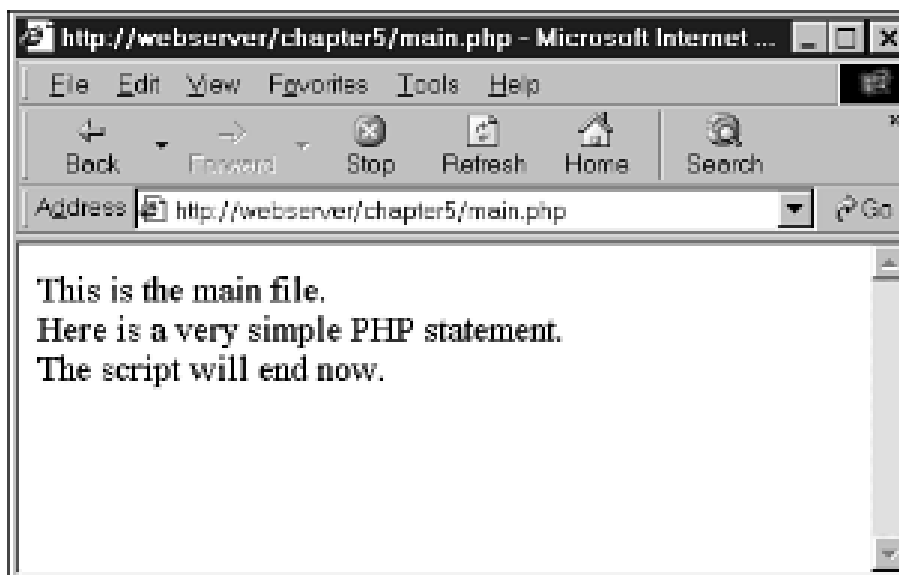 http://webserver/chapter5/main.php - Microsoft Internet ...
File Edit View Favorites Tools Help
Back Forward Stop Refresh Home Search
Address http://webserver/chapter5/main.php Go
This is the main file.
Here is a very simple PHP statement.
The script will end now.